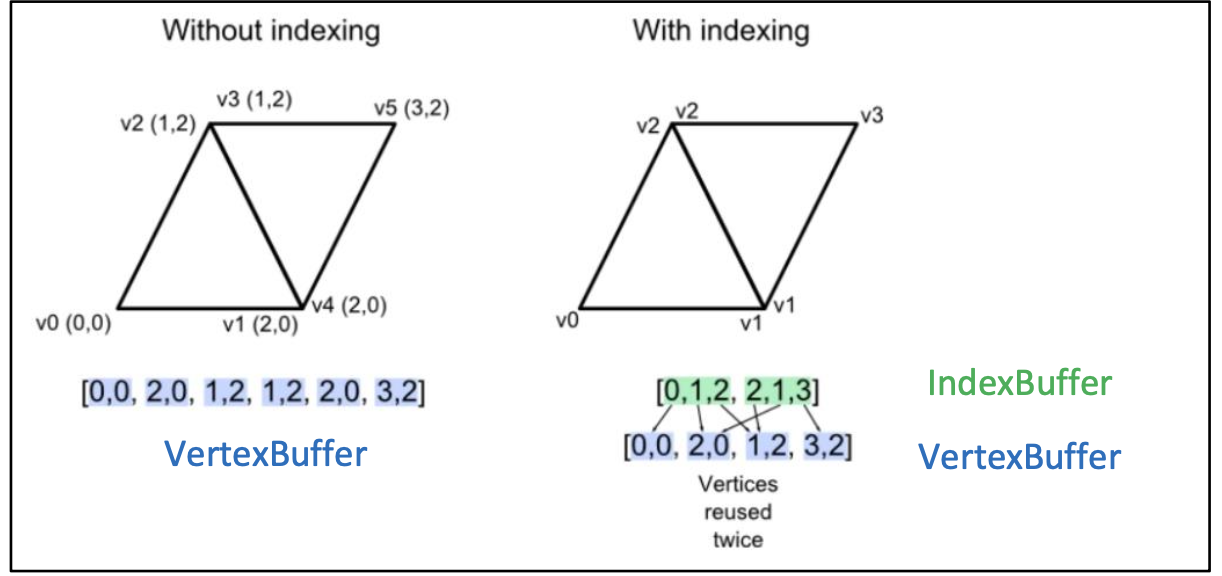 Without indexing
v3 (1,2)
v2 (1,2)
v5 (3,2)
v4 (2,0)
v0 (0,0)
v1 (2,0)
[0,0, 2,0, 1,2, 1,2, 2,0, 3,2]
VertexBuffer
With indexing
v2
v2
v3
v1
v0
v1
[0,1,2, 2,1,3]
IndexBuffer
[0,0, 2,0, 1,2, 3,2]
VertexBuffer
Vertices
reused
twice